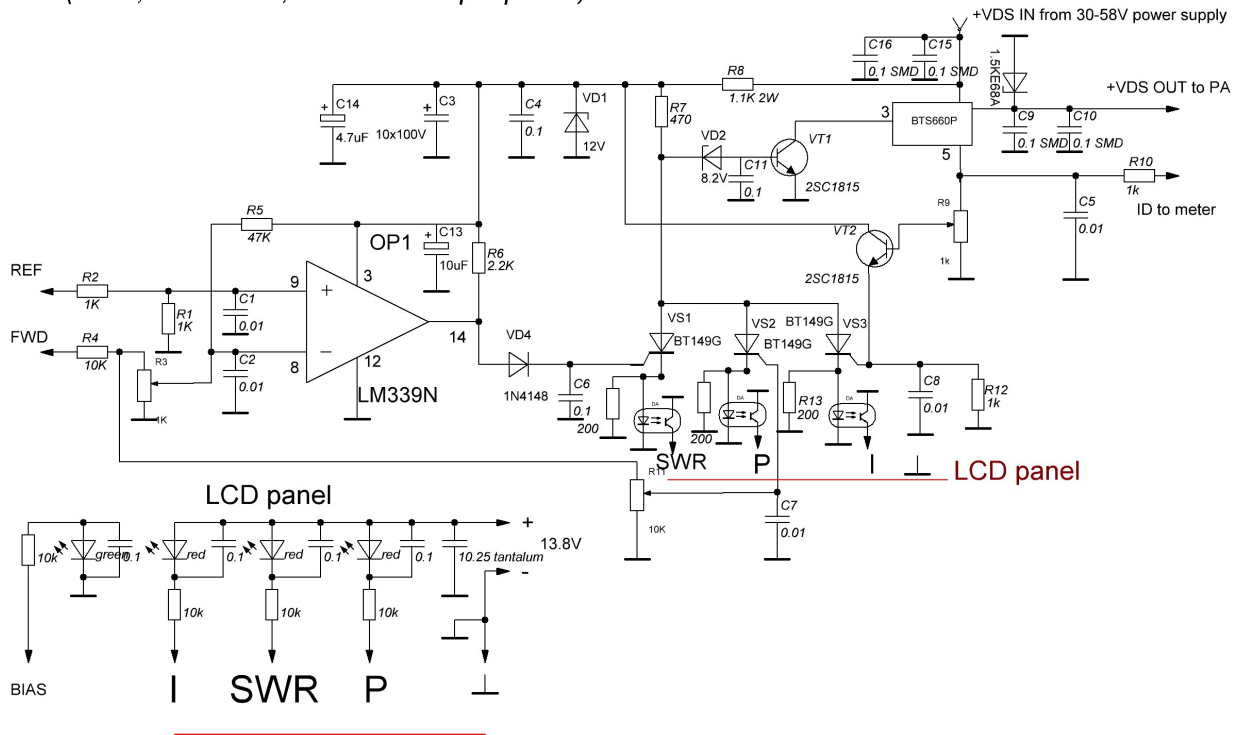 +VDS IN from 30-58V power supply
C16
C15
0.1 SMD
0.1 SMD
1.5KE68A
R8
1.1K 2W
+VDS OUT to PA
C14
4.7uF
C3
10x100V
C4
0.1
VD1
12V
R7
470
3
BTS660P
5
C9
0.1 SMD
C10
0.1 SMD
VD2
8.2V
C11
0.1
VT1
2SC1815
R10
1k
ID to meter
R5
47K
OP1
C13
10uF
R6
2.2K
VT2
2SC1815
R9
1k
C5
0.01
REF
R2
1K
9
3
R1
1K
C1
0.01
+
FWD
R4
10K
R3
1K
C2
0.01
8
−
12
14
LM339N
VD4
1N4148
VS1
BT149G
VS2
BT149G
BT149G
VS3
C6
0.1
200
DA
200
DA
R13
200
DA
C8
0.01
R12
1k
SWR
P
I
LCD panel
R11
10K
C7
0.01
LCD panel
10k
green
0.1
red
0.1
red
0.1
red
0.1
10.25 tantalum
+
13.8V
-
10k
10k
10k
BIAS
I
SWR
P